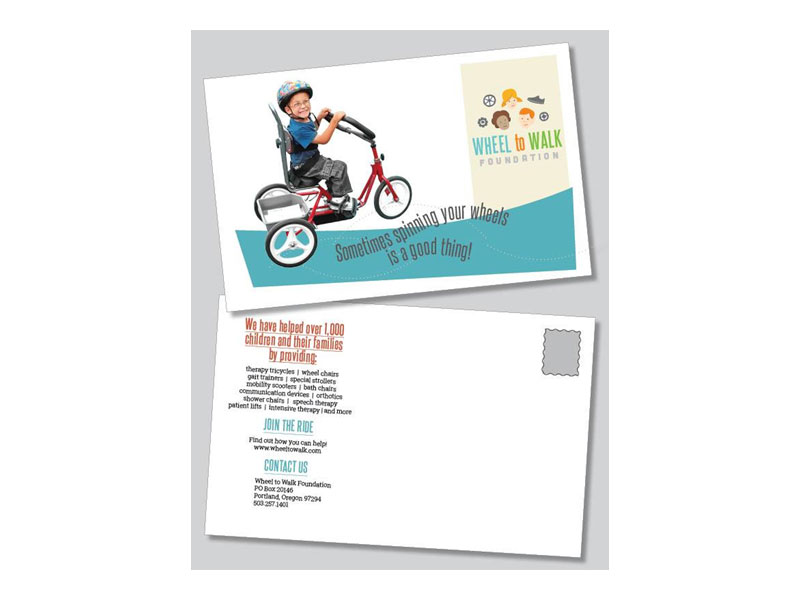 WHEEL to WALK
FOUNDATION
Sometimes spinning your wheels
is a good thing!
We have helped over 1,000
children and their families
by providing:
therapy tricycles | wheel chairs
gait trainers | special strollers
mobility scooters | bath chairs
communication devices | orthotics
shower chairs | speech therapy
patient lifts | intensive therapy | and more
JOIN THE RIDE
Find out how you can help!
www.wheeltowalk.com
CONTACT US
Wheel to Walk Foundation
PO Box 20146
Portland, Oregon 97294
503.257.1401